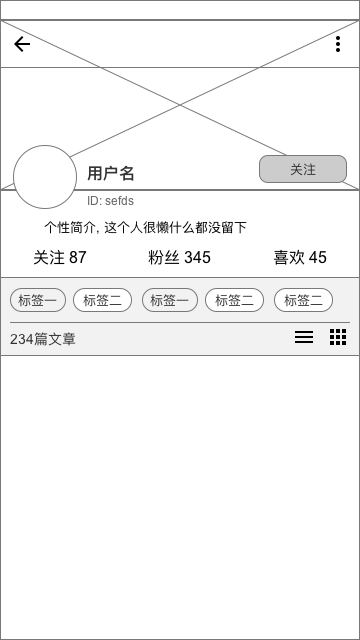 用户名
关注
ID: sefds
个性简介, 这个人很懒什么都没留下
关注 87 粉丝 345 喜欢 45
标签一 标签二 标签一 标签二 标签二
234篇文章